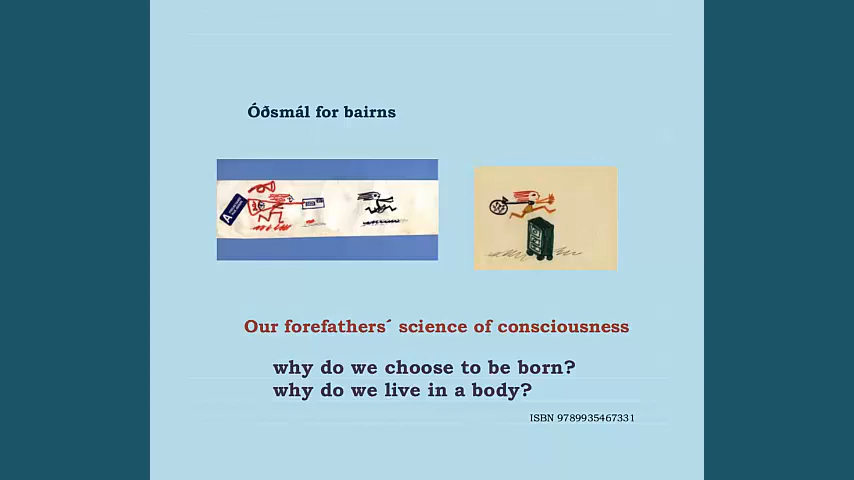 Óðsmál for bairns
A
Our forefathers´ science of consciousness
why do we choose to be born?
why do we live in a body?
ISBN 9789935467331